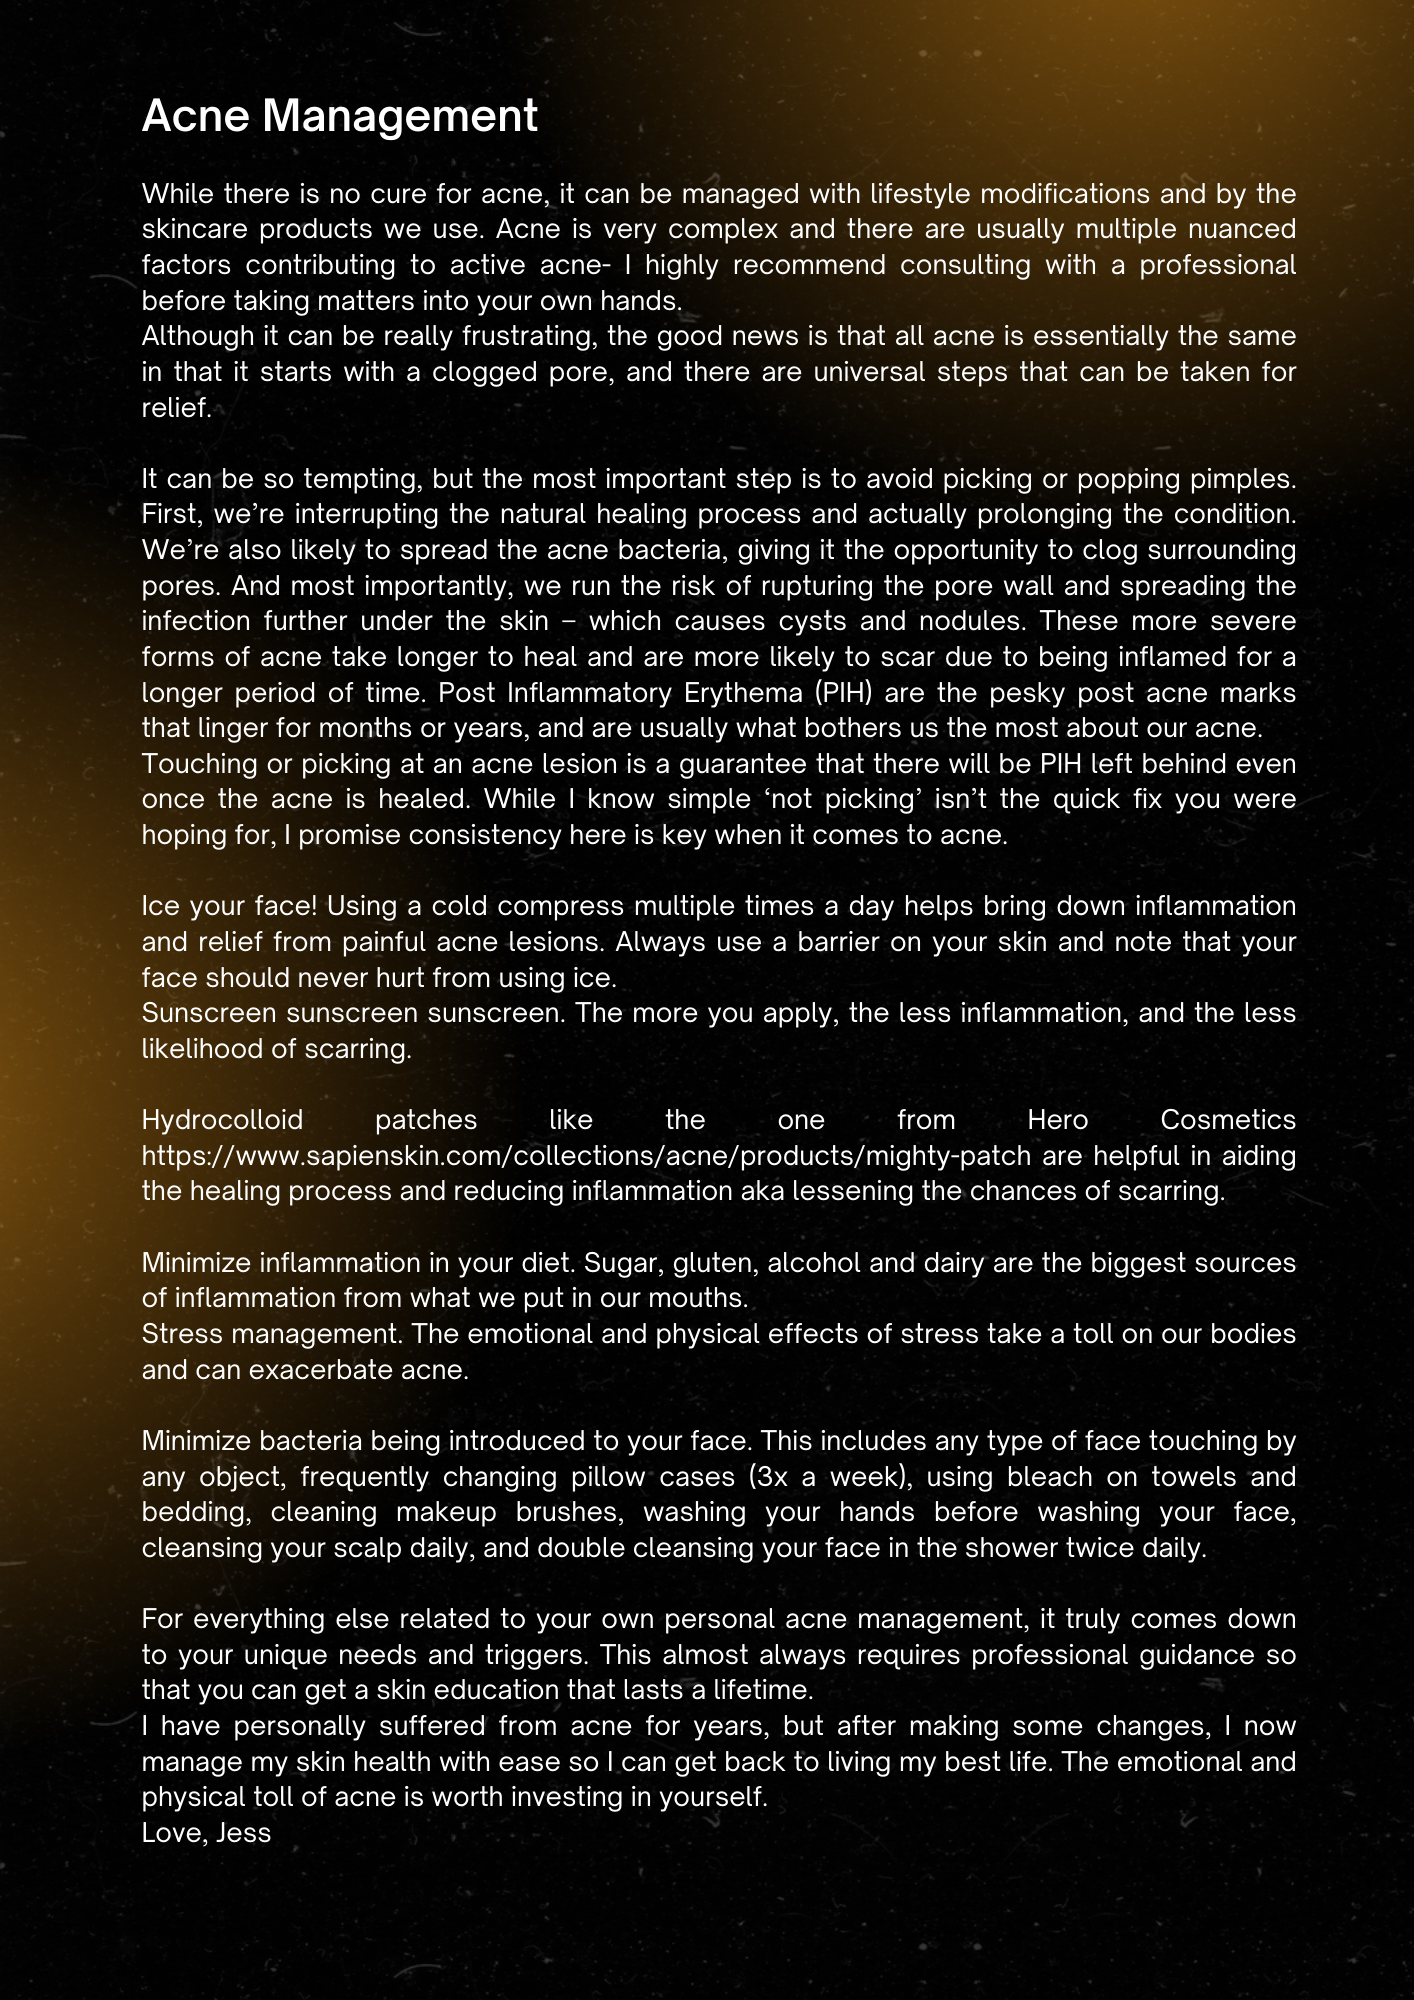 Acne Management
While there is no cure for acne, it can be managed with lifestyle modifications and by the
skincare products we use. Acne is very complex and there are usually multiple nuanced
factors contributing to active acne- I highly recommend consulting with a professional
before taking matters into your own hands.
Although it can be really frustrating, the good news is that all acne is essentially the same
in that it starts with a clogged pore, and there are universal steps that can be taken for
relief.
It can be so tempting, but the most important step is to avoid picking or popping pimples.
First, we’re interrupting the natural healing process and actually prolonging the condition.
We’re also likely to spread the acne bacteria, giving it the opportunity to clog surrounding
pores. And most importantly, we run the risk of rupturing the pore wall and spreading the
infection further under the skin – which causes cysts and nodules. These more severe
forms of acne take longer to heal and are more likely to scar due to being inflamed for a
longer period of time. Post Inflammatory Erythema (PIH) are the pesky post acne marks
that linger for months or years, and are usually what bothers us the most about our acne.
Touching or picking at an acne lesion is a guarantee that there will be PIH left behind even
once the acne is healed. While I know simple ‘not picking’ isn’t the quick fix you were
hoping for, I promise consistency here is key when it comes to acne.
Ice your face! Using a cold compress multiple times a day helps bring down inflammation
and relief from painful acne lesions. Always use a barrier on your skin and note that your
face should never hurt from using ice.
Sunscreen sunscreen sunscreen. The more you apply, the less inflammation, and the less
likelihood of scarring.
Hydrocolloid patches like the one from Hero Cosmetics
https://www.sapienskin.com/collections/acne/products/mighty-patch are helpful in aiding
the healing process and reducing inflammation aka lessening the chances of scarring.
Minimize inflammation in your diet. Sugar, gluten, alcohol and dairy are the biggest sources
of inflammation from what we put in our mouths.
Stress management. The emotional and physical effects of stress take a toll on our bodies
and can exacerbate acne.
Minimize bacteria being introduced to your face. This includes any type of face touching by
any object, frequently changing pillow cases (3x a week), using bleach on towels and
bedding, cleaning makeup brushes, washing your hands before washing your face,
cleansing your scalp daily, and double cleansing your face in the shower twice daily.
For everything else related to your own personal acne management, it truly comes down
to your unique needs and triggers. This almost always requires professional guidance so
that you can get a skin education that lasts a lifetime.
I have personally suffered from acne for years, but after making some changes, I now
manage my skin health with ease so I can get back to living my best life. The emotional and
physical toll of acne is worth investing in yourself.
Love, Jess